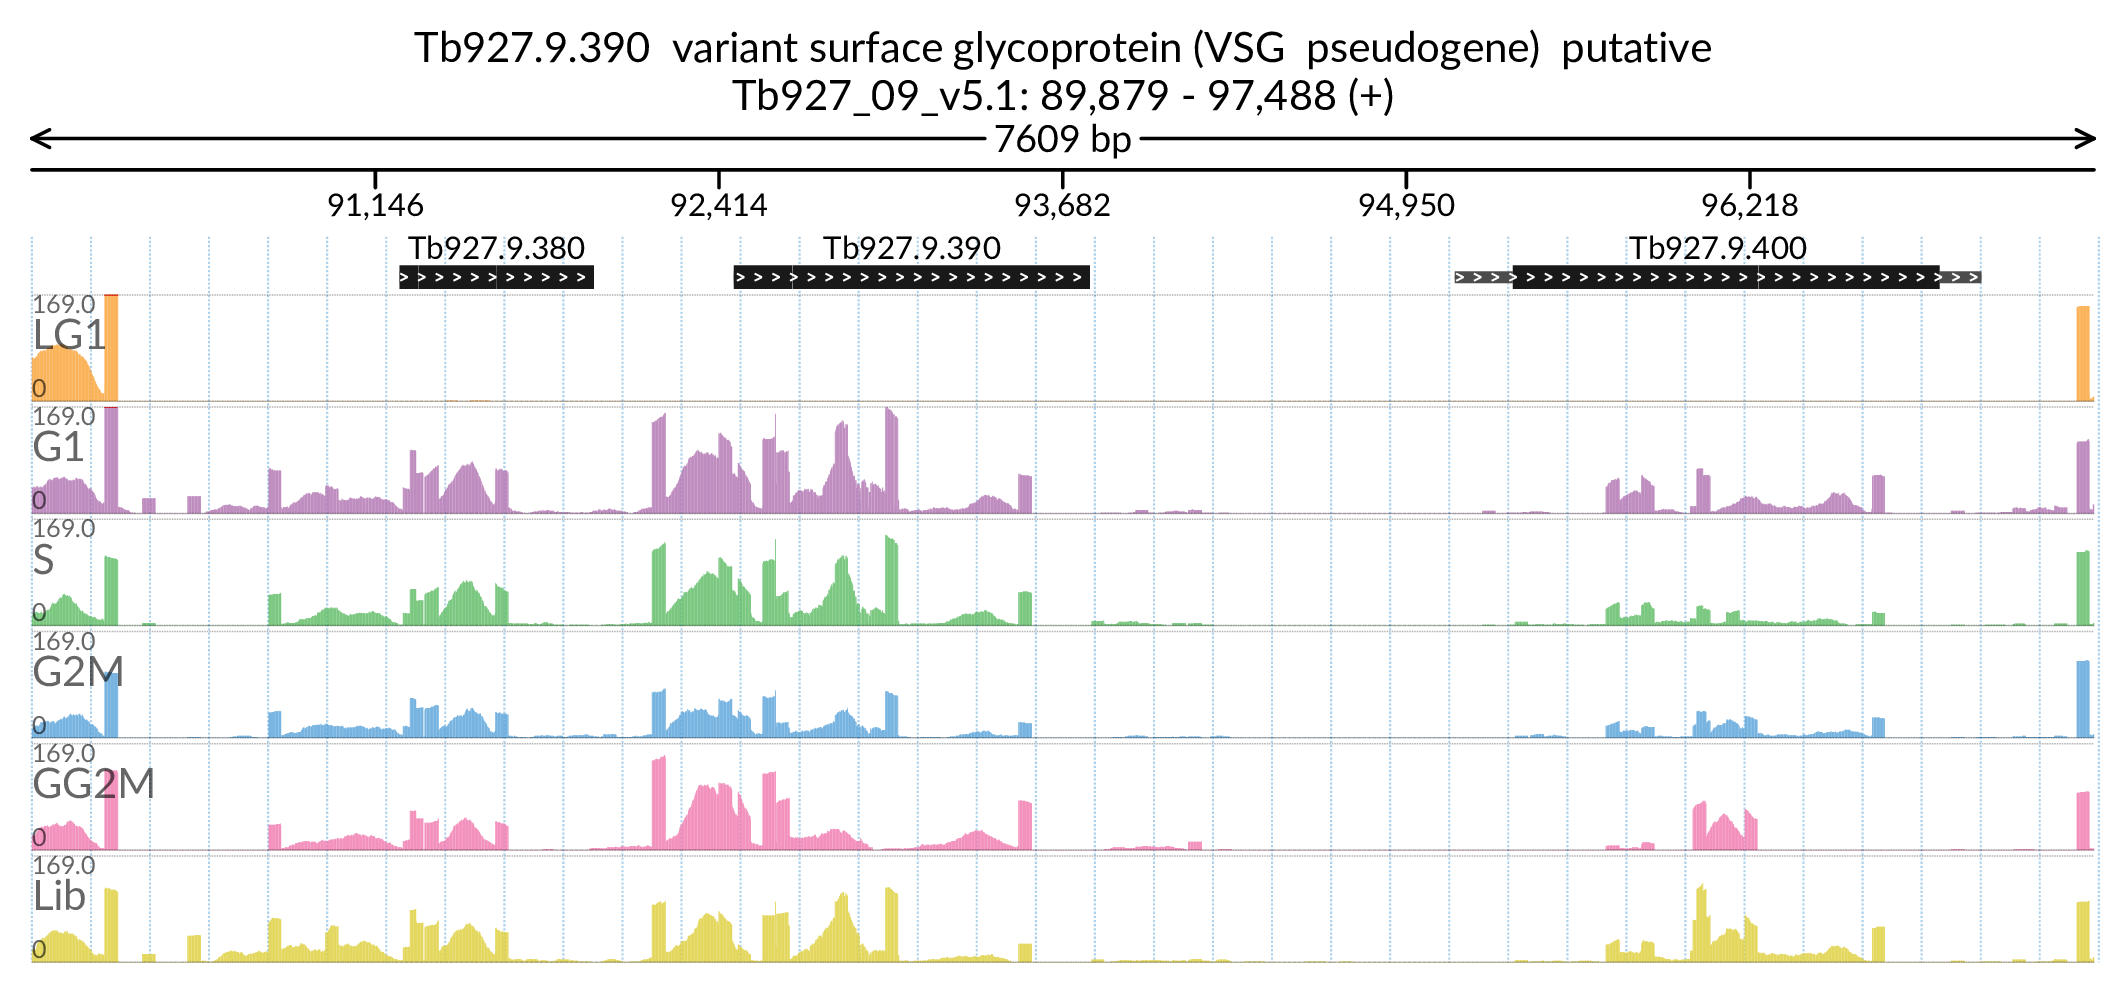 Tb927.9.390  variant surface glycoprotein (VSG  pseudogene)  putative
Tb927_09_v5.1: 89,879 - 97,488 (+)
7609 bp
91,146 92,414 93,682 94,950 96,218
Tb927.9.380 Tb927.9.390 Tb927.9.400
169.0
LG1
0
169.0
G1
0
169.0
S
0
169.0
G2M
0
169.0
GG2M
0
169.0
Lib
0